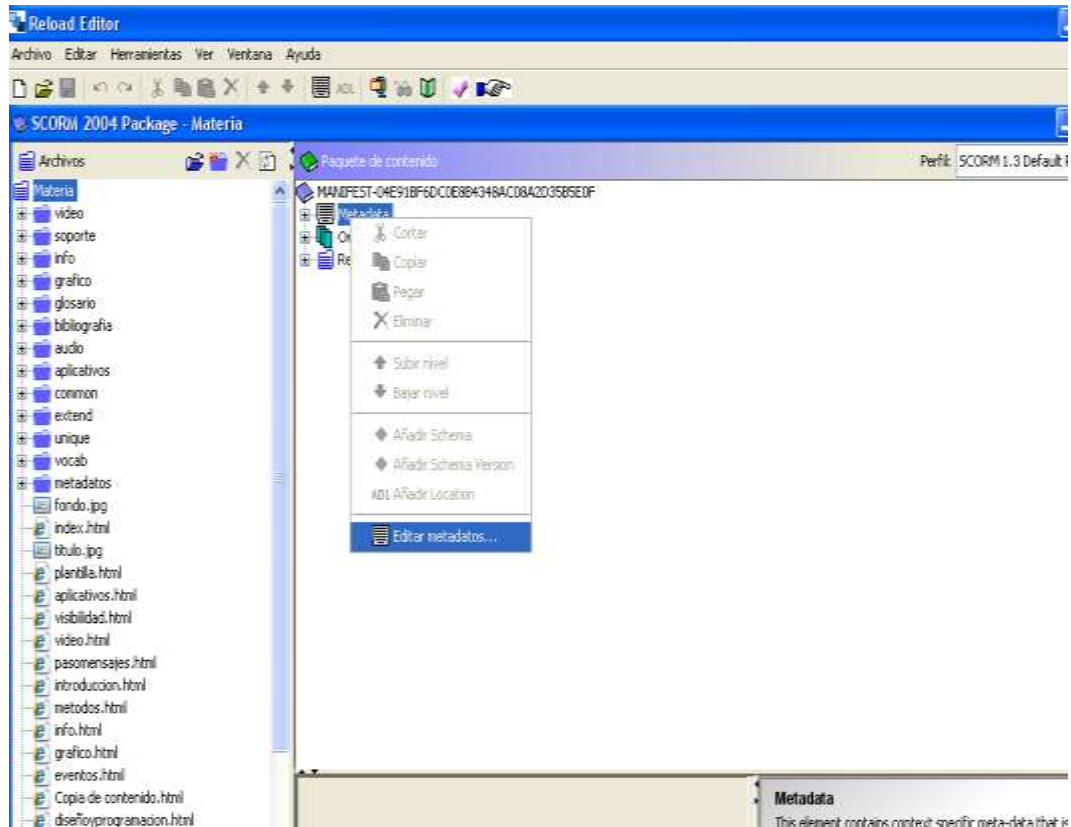 Reload Editor
Archivo Editar Herramientas Ver Ventana Ayuda
ADL
SCORM 2004 Package - Materia
Archivos
Materia
video
soporte
info
grafico
glosario
bibliografia
audio
aplicativos
common
extend
unique
vocab
metadatos
fondo.jpg
index.html
titulo.jpg
plantilla.html
aplicativos.html
visibilidad.html
video.html
pasomensajes.html
introduccion.html
metodos.html
info.html
grafico.html
eventos.html
Copia de contenido.html
diseñoyprogramacion.html
Paquete de contenido
Perfil: SCORM 1.3 Default
Metadata
Or
Re
Cortar
Copiar
Pegar
Eliminar
Subir nivel
Bajar nivel
Añadir Schema
Añadir Schema Version
ADL Añadir Location
Editar metadatos...
Metadata
This element contains context specific meta-data that is